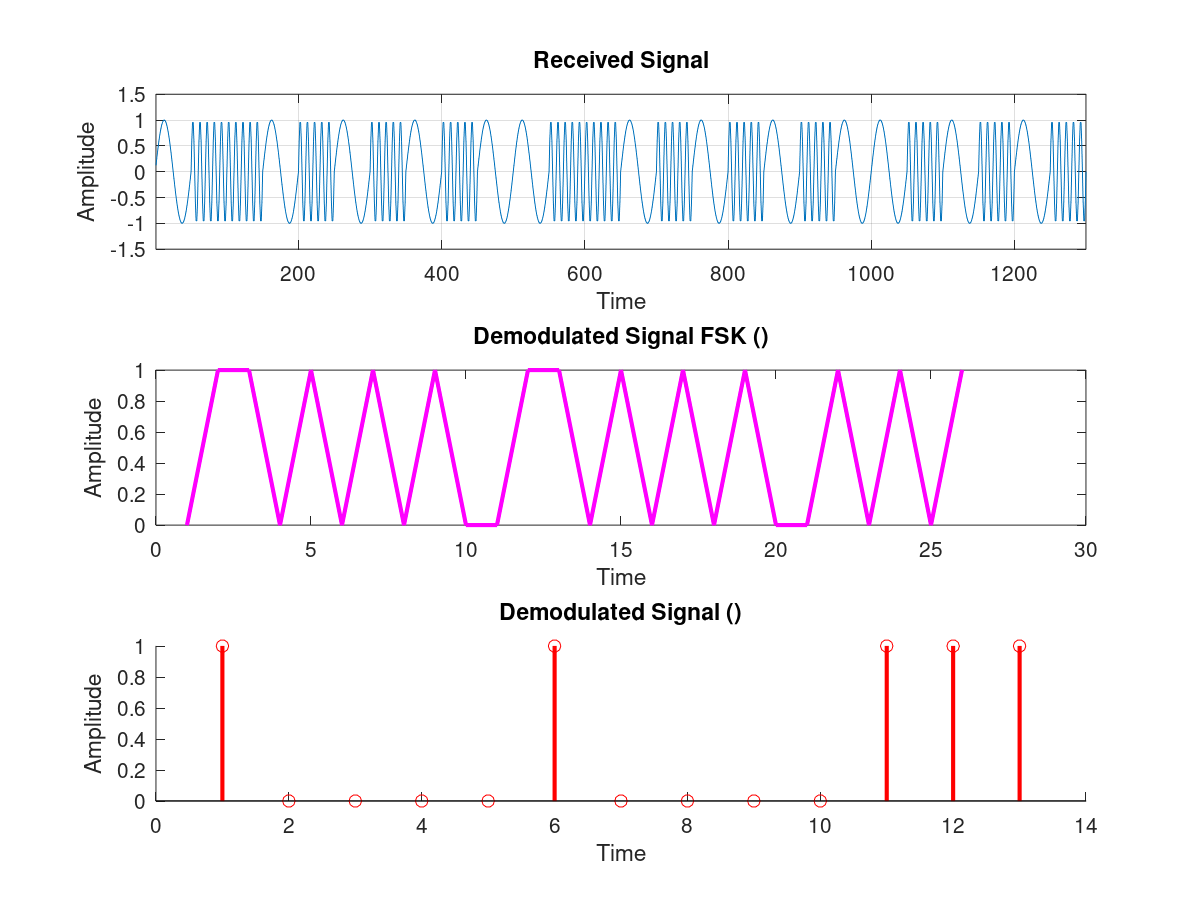 Received Signal
1.5
1
0.5
0
-0.5
-1
-1.5
Amplitude
200 400 600 800 1000 1200
Time
Demodulated Signal FSK ()
1
0.8
0.6
0.4
0.2
0
Amplitude
0 5 10 15 20 25 30
Time
Demodulated Signal ()
1
0.8
0.6
0.4
0.2
0
Amplitude
0 2 4 6 8 10 12 14
Time